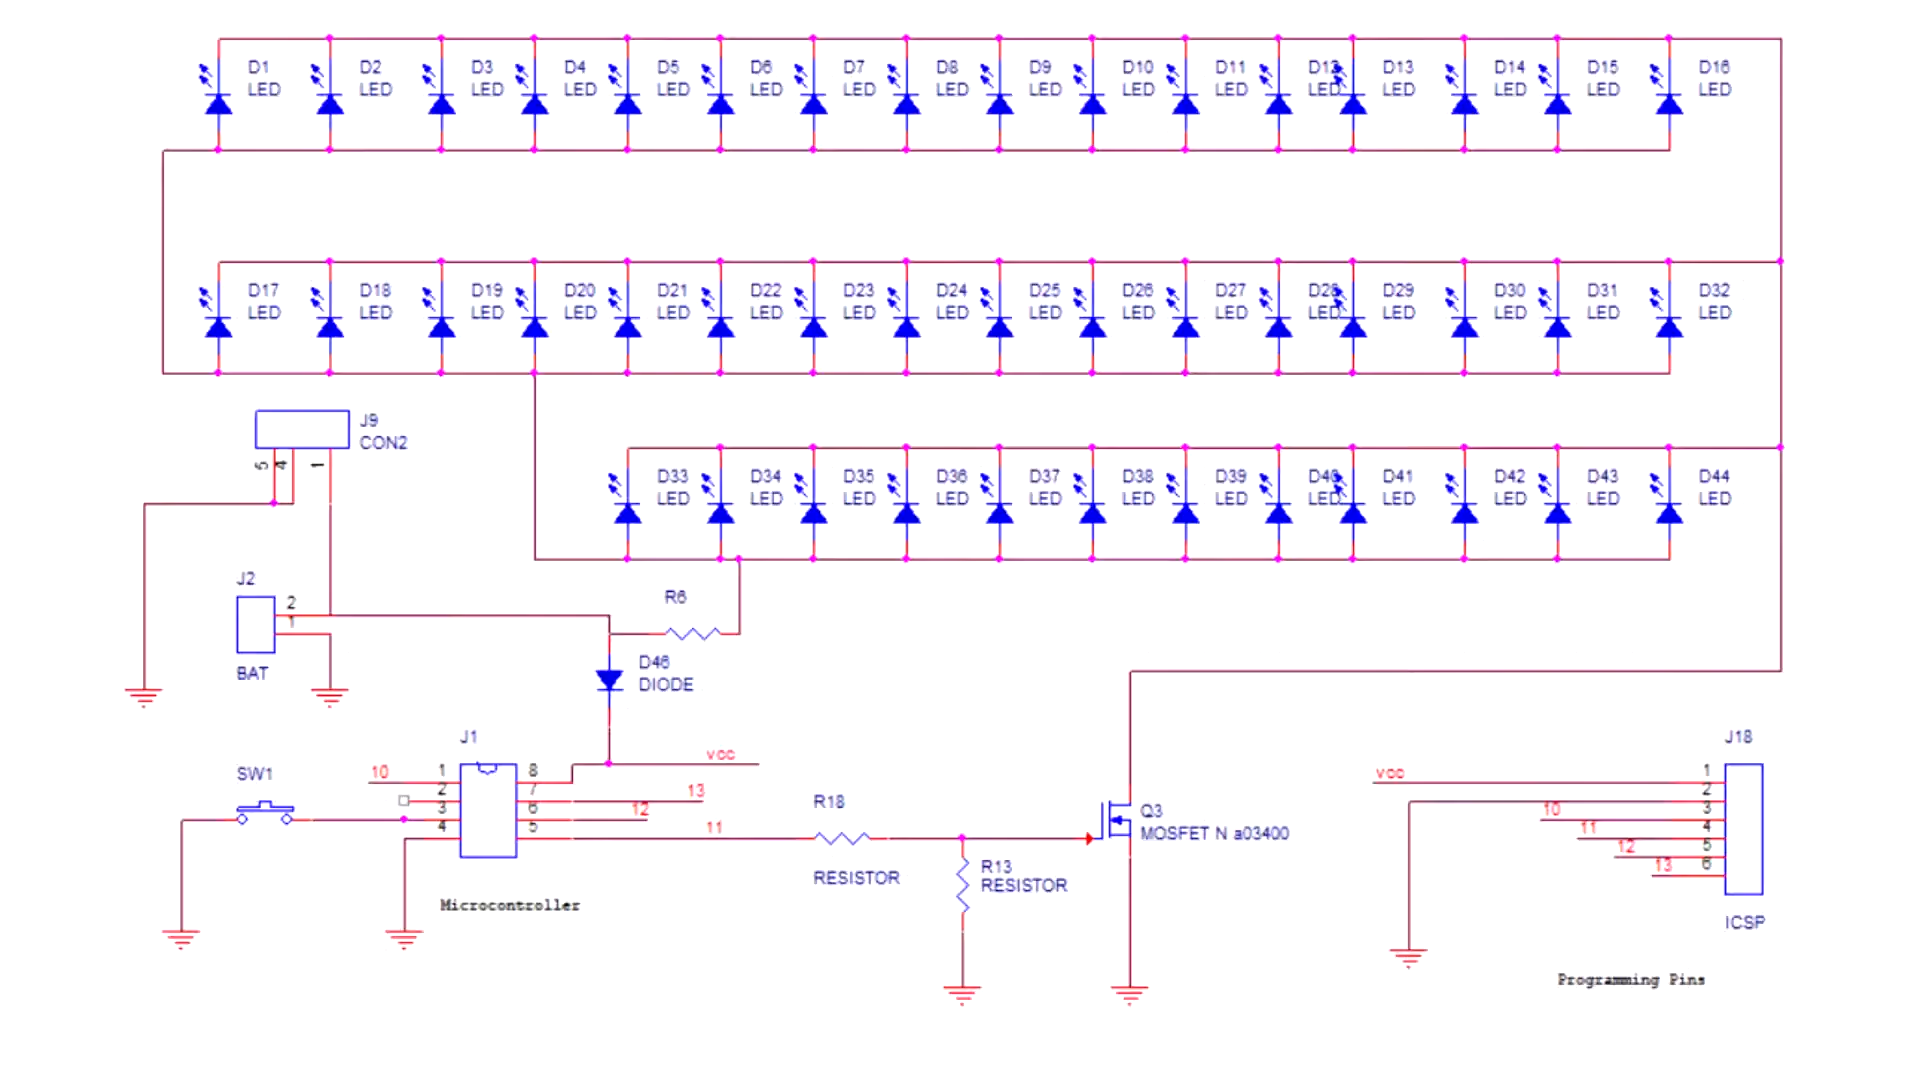 D1 D2 D3 D4 D5 D6 D7 D8 D9 D10 D11 D12 D13 D14 D15 D16
LED LED LED LED LED LED LED LED LED LED LED LED LED LED LED LED
D17 D18 D19 D20 D21 D22 D23 D24 D25 D26 D27 D28 D29 D30 D31 D32
LED LED LED LED LED LED LED LED LED LED LED LED LED LED LED LED
J9
CON2
5 4 1
D33 D34 D35 D36 D37 D38 D39 D40 D41 D42 D43 D44
LED LED LED LED LED LED LED LED LED LED LED LED
J2
2
1
BAT
R6
D46
DIODE
J1
VCC
10 1 8
2 7 13
3 6 12
4 5 11
SW1
Microcontroller
R18
RESISTOR
R13
RESISTOR
Q3
MOSFET N a03400
J18
VCC 1
2
10 3
11 4
12 5
13 6
ICSP
Programming Pins